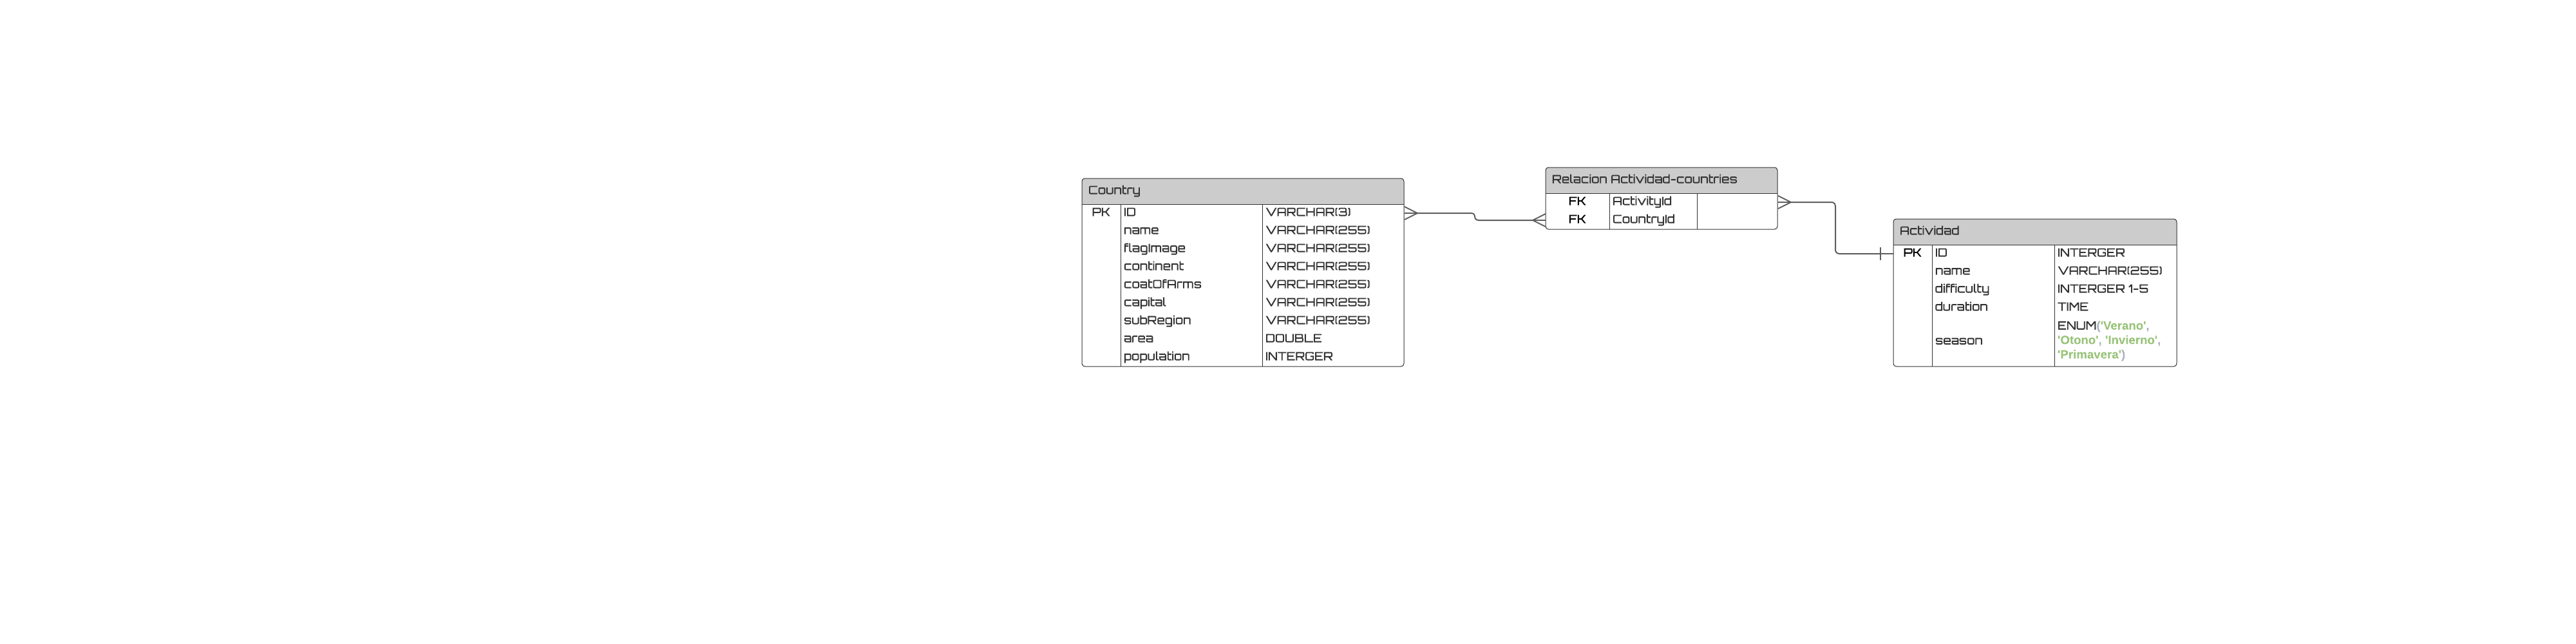 Country
PK ID VARCHAR(3)
name VARCHAR(255)
flagImage VARCHAR(255)
continent VARCHAR(255)
coatOfArms VARCHAR(255)
capital VARCHAR(255)
subRegion VARCHAR(255)
area DOUBLE
population INTERGER
Relacion Actividad-countries
FK ActivityId
FK CountryId
Actividad
PK ID INTERGER
name VARCHAR(255)
difficulty INTERGER 1-5
duration TIME
season ENUM('Verano',
'Otono', 'Invierno',
'Primavera')